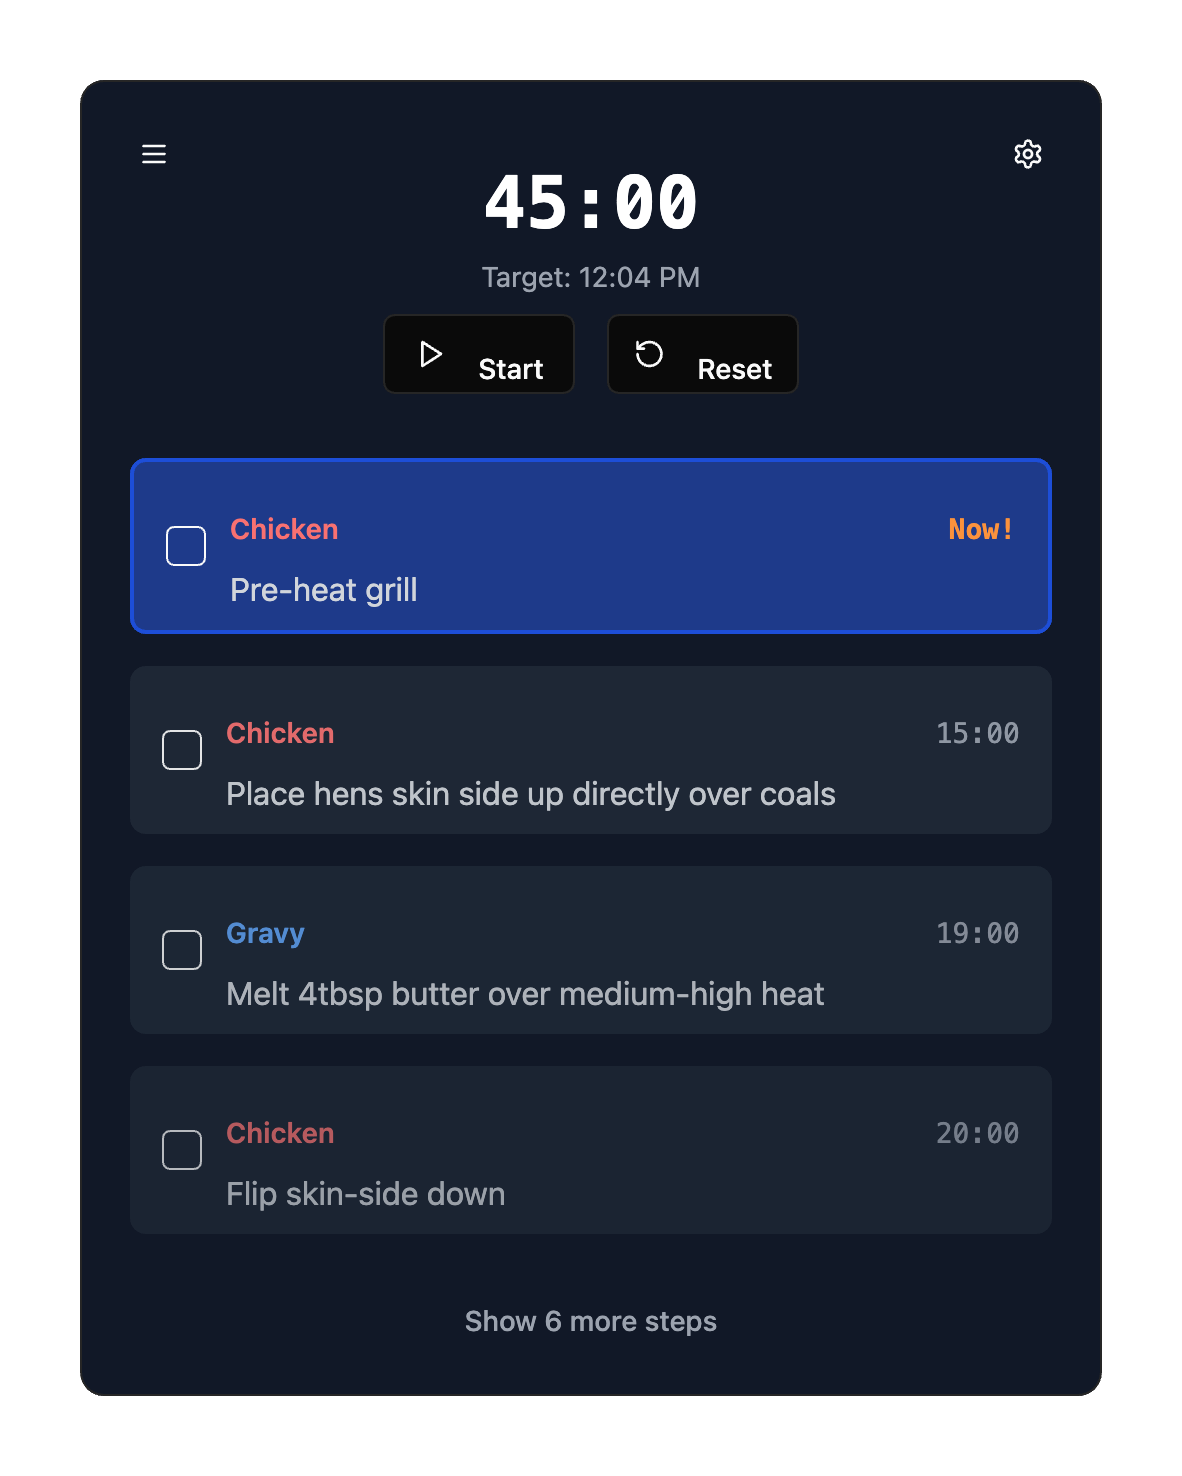 45:00
Target: 12:04 PM
Start
Reset
Chicken
Now!
Pre-heat grill
Chicken
15:00
Place hens skin side up directly over coals
Gravy
19:00
Melt 4tbsp butter over medium-high heat
Chicken
20:00
Flip skin-side down
Show 6 more steps